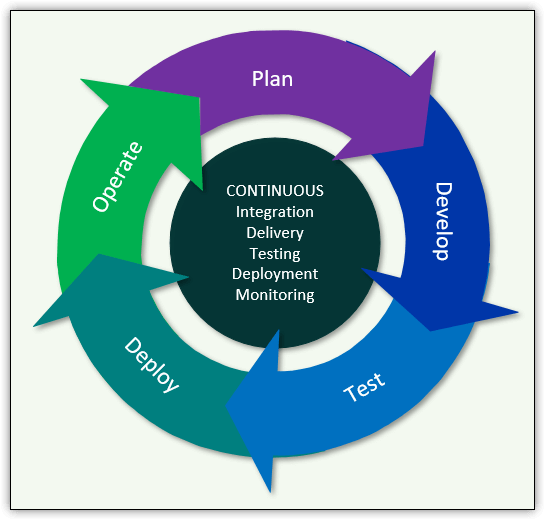 Plan
Develop
Test
Deploy
Operate
CONTINUOUS
Integration
Delivery
Testing
Deployment
Monitoring